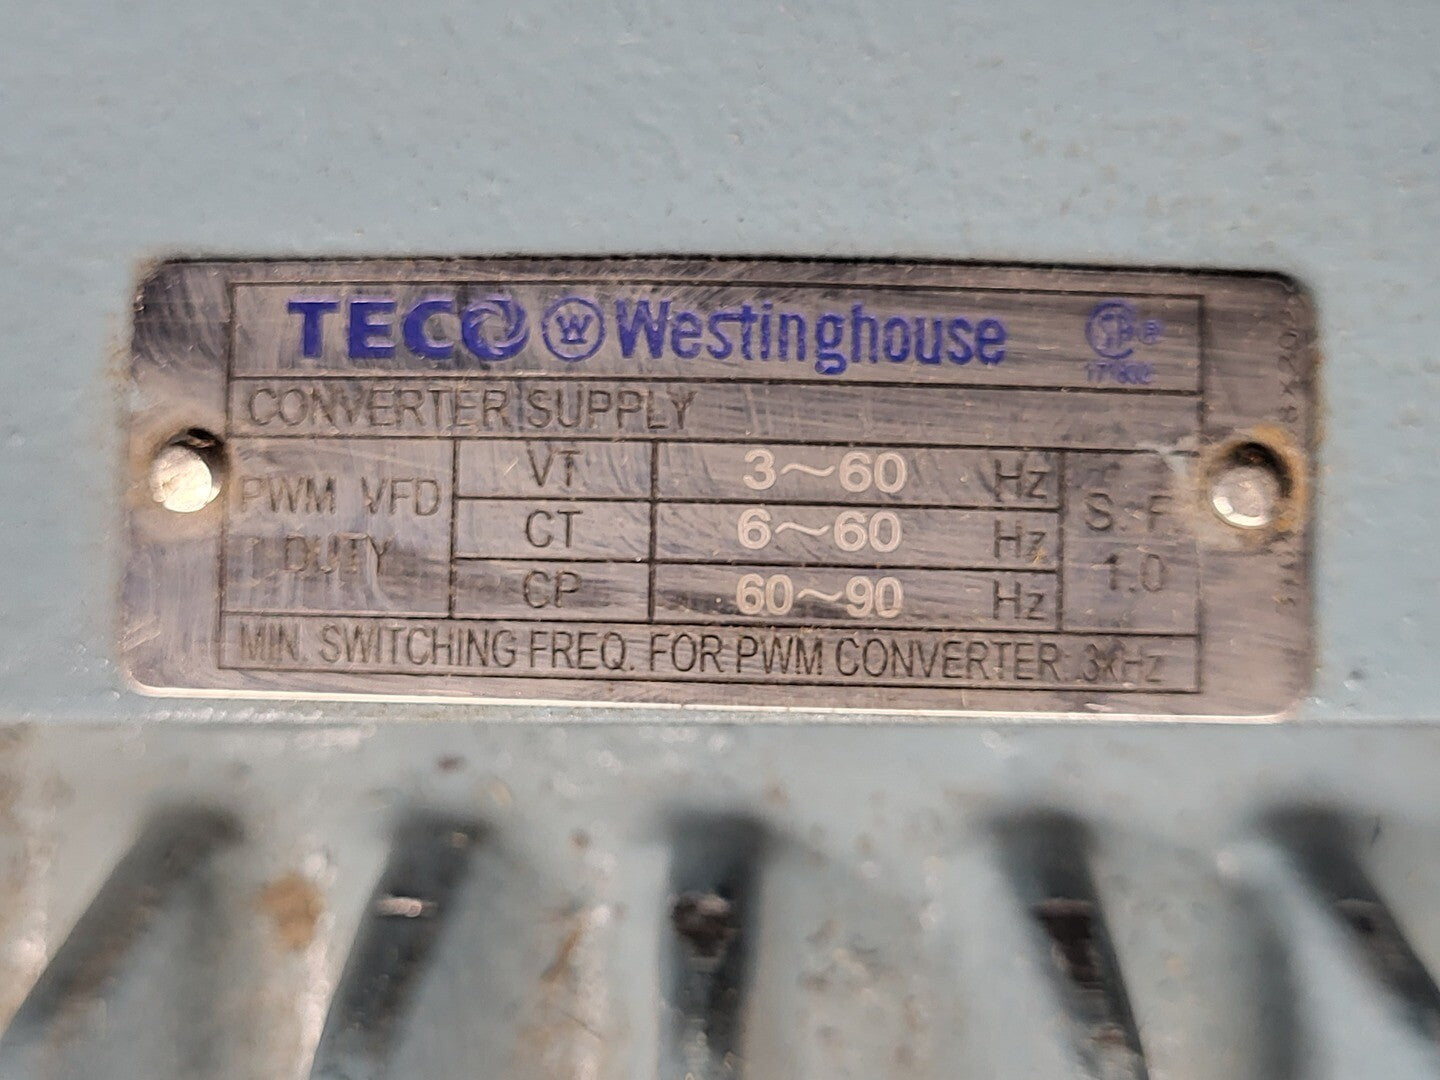 TECO W Westinghouse
CONVERTER SUPPLY
PWM VFD DUTY
VT 3~60 Hz
CT 6~60 Hz
CP 60~90 Hz
S. F
1.0
MIN. SWITCHING FREQ. FOR PWM CONVERTER: 3KHz